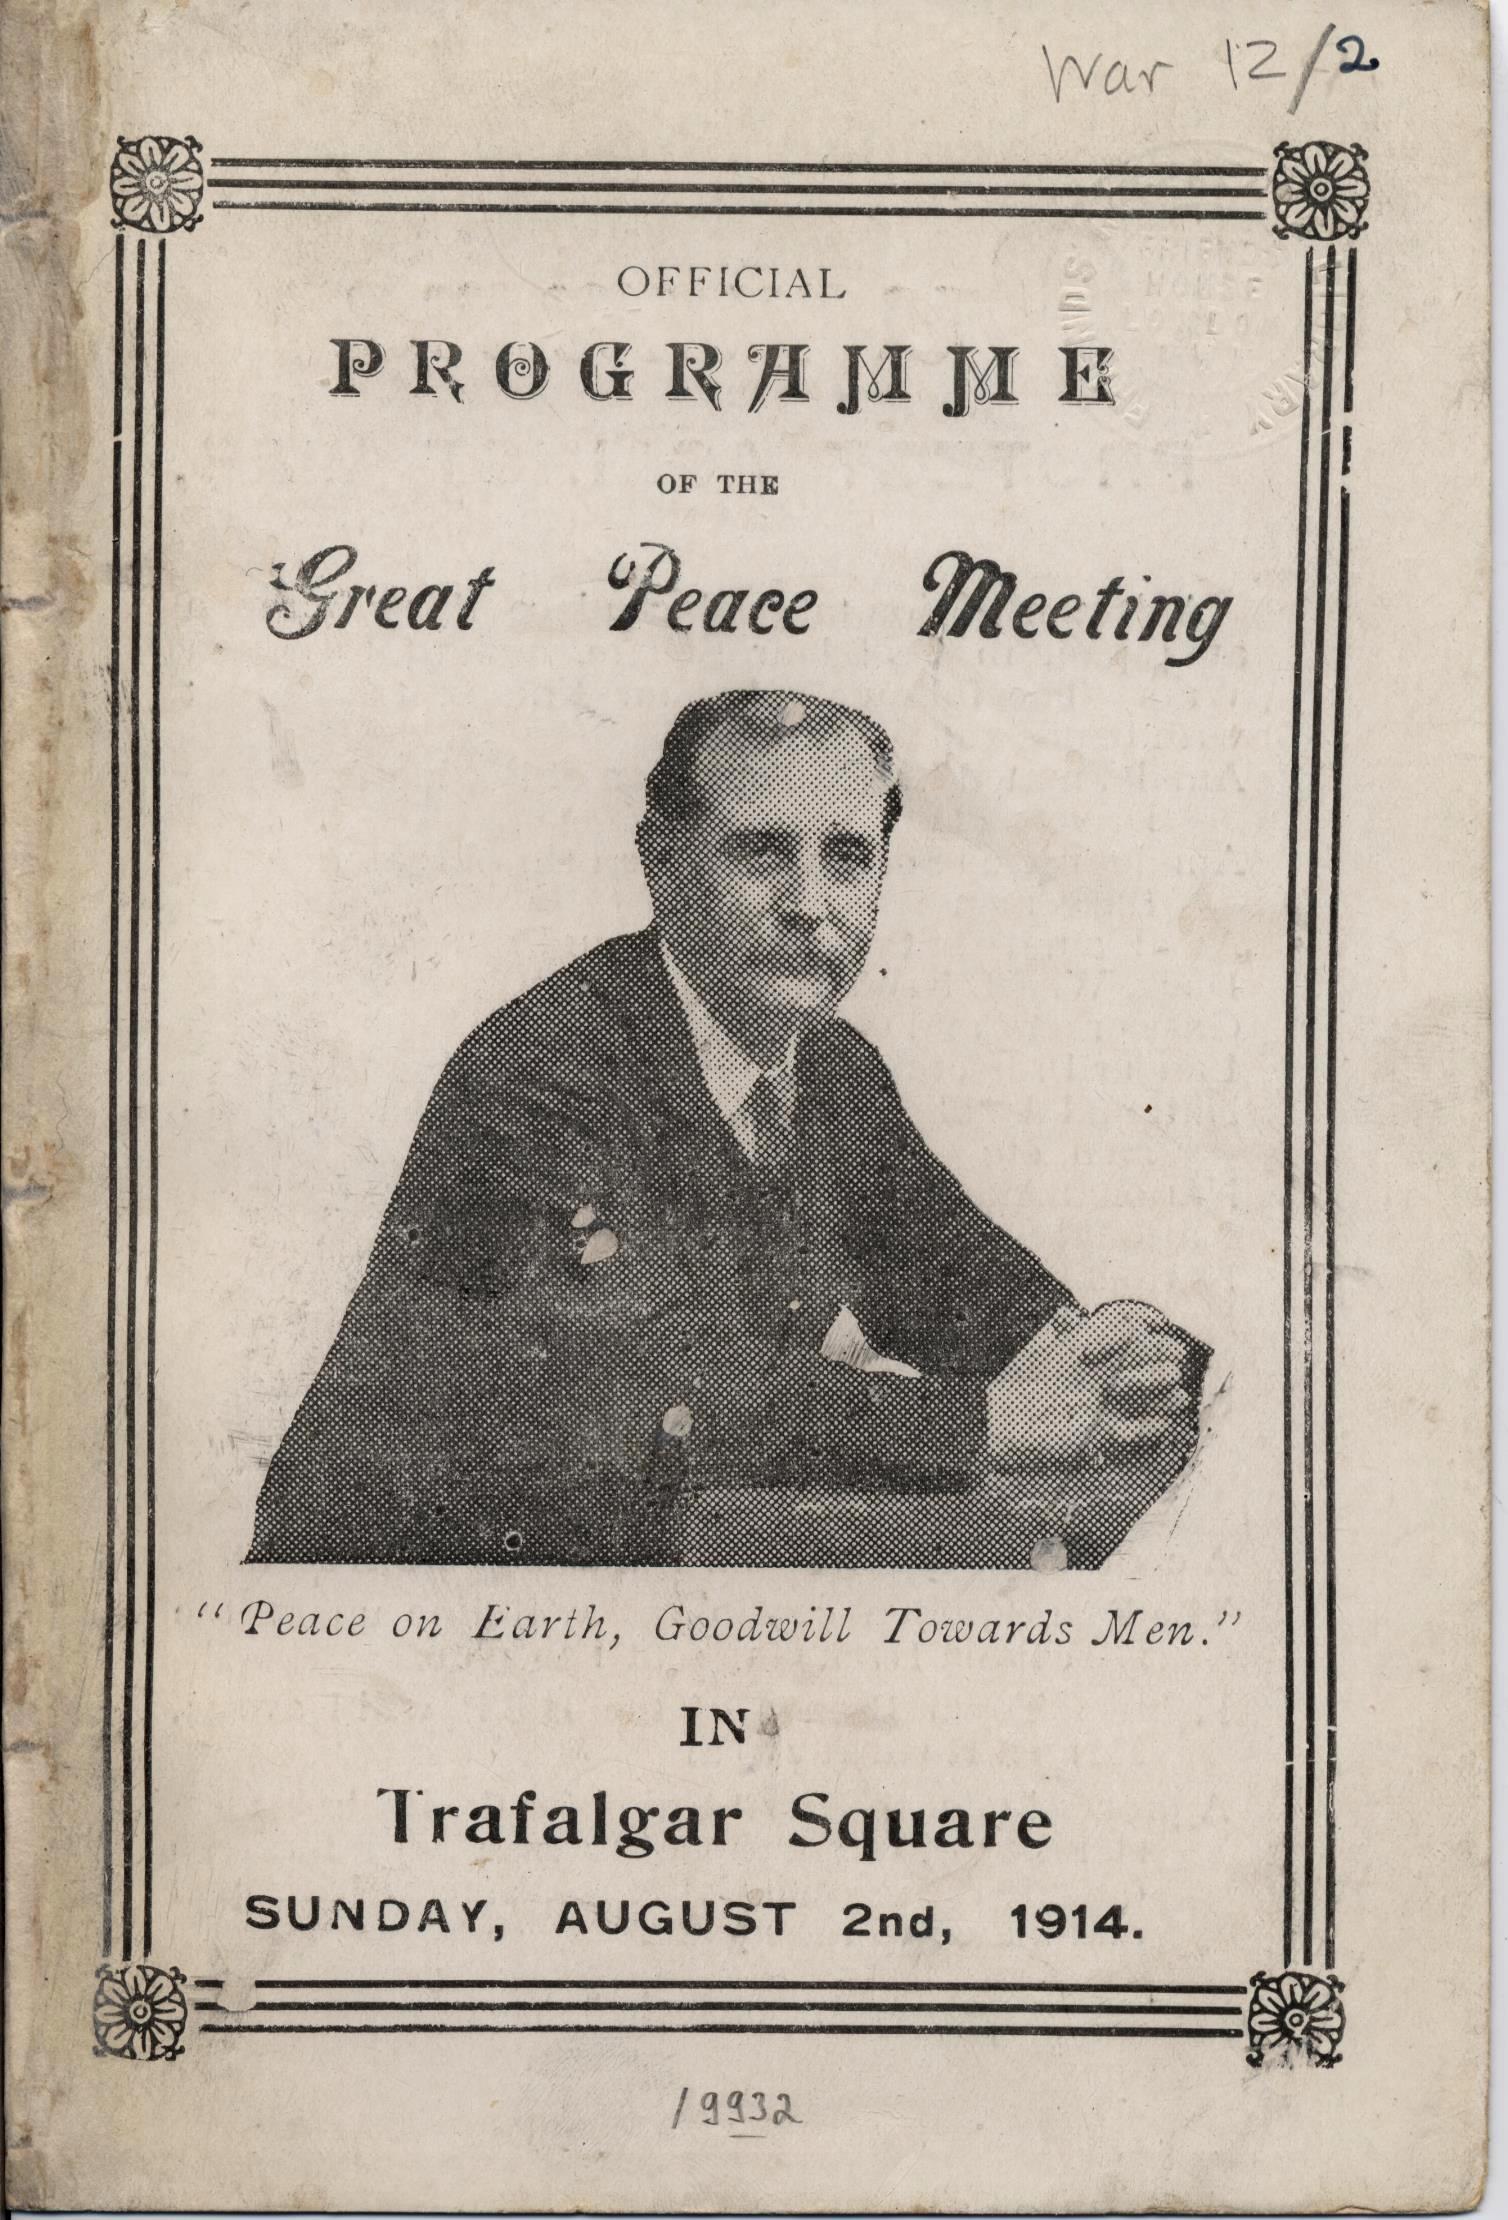 War 12/2
OFFICIAL
PROGRAMME
OF THE
Great Peace Meeting
"Peace on Earth, Goodwill Towards Men."
IN
Trafalgar Square
SUNDAY, AUGUST 2nd, 1914.
19932